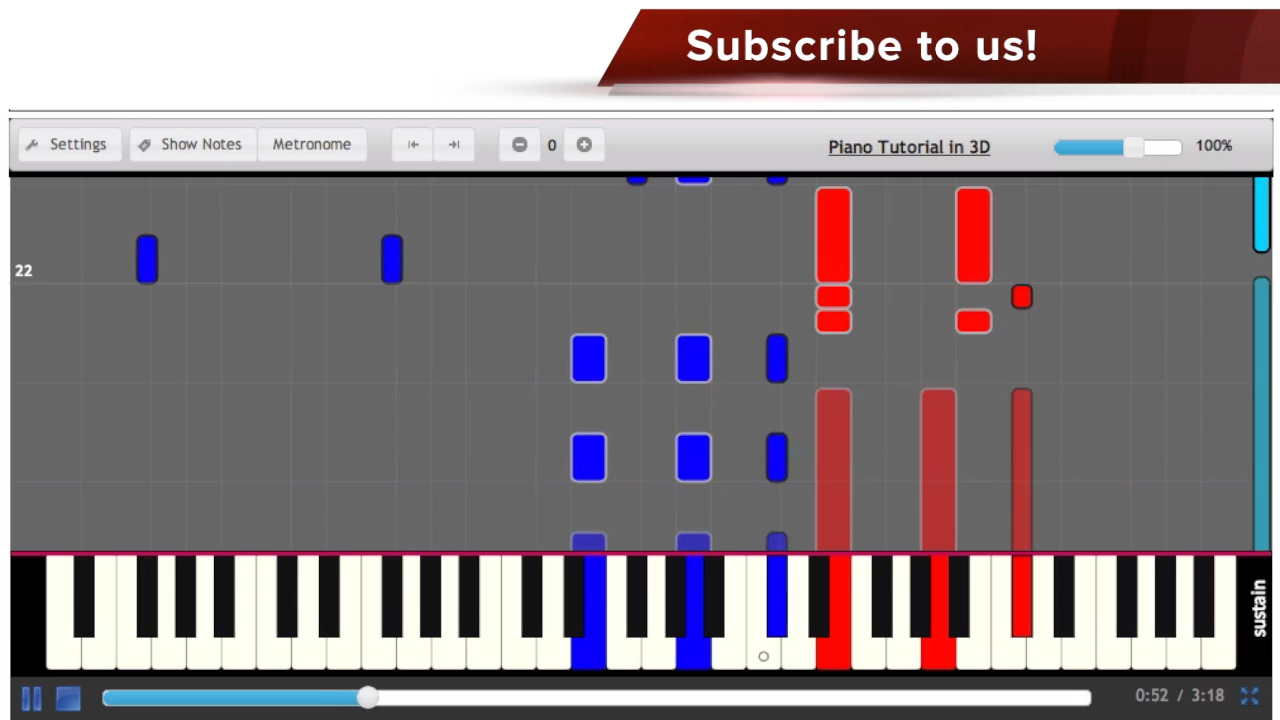 Subscribe to us!
Settings
Show Notes
Metronome
0
Piano Tutorial in 3D
100%
22
sustain
0:52 / 3:18